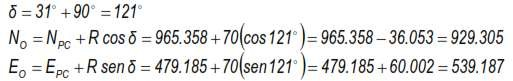 δ = 31° + 90° = 121°
N_O = N_PC + R cos δ = 965.358 + 70(cos 121°) = 965.358 − 36.053 = 929.305
E_O = E_PC + R sen δ = 479.185 + 70(sen 121°) = 479.185 + 60.002 = 539.187